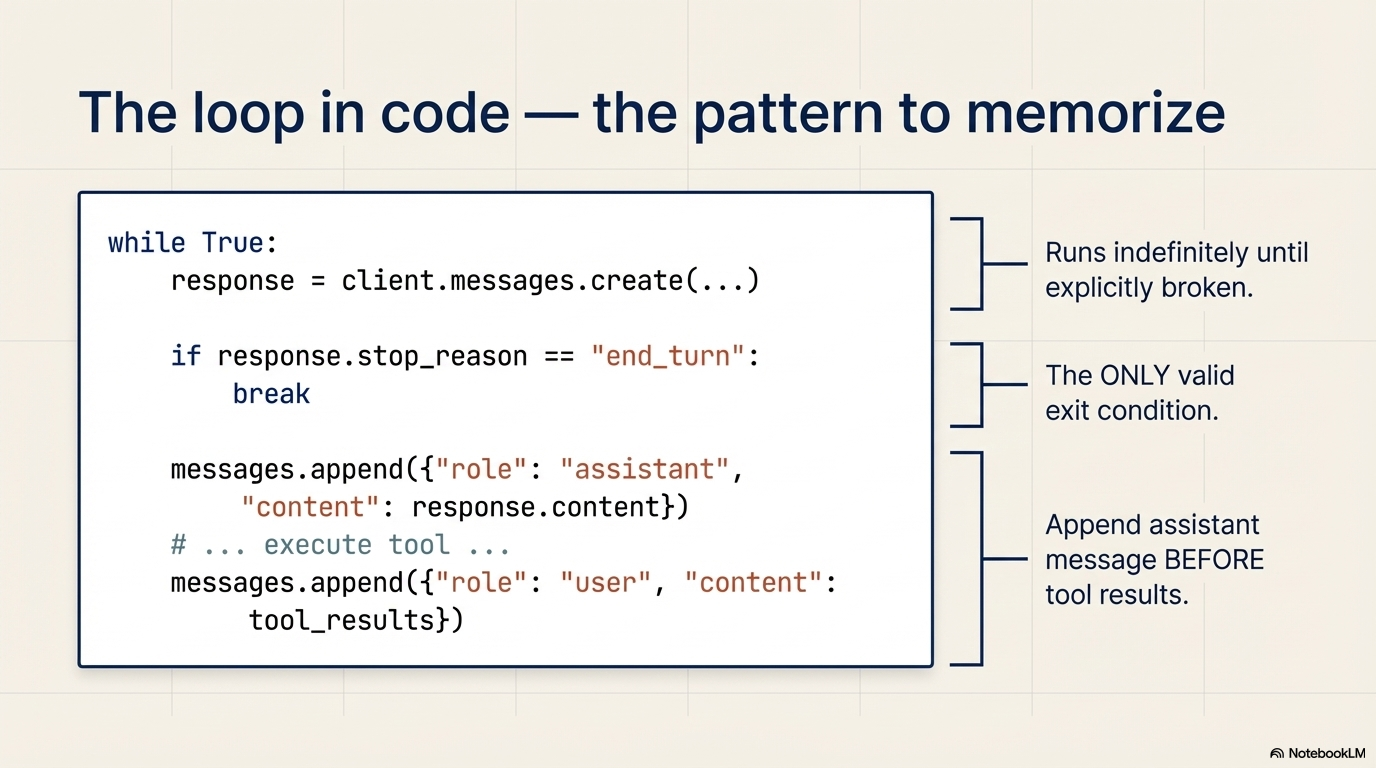 The loop in code — the pattern to memorize
while True:
    response = client.messages.create(...)
    if response.stop_reason == "end_turn":
        break
    messages.append({"role": "assistant",
         "content": response.content})
    # ... execute tool ...
    messages.append({"role": "user", "content":
         tool_results})
Runs indefinitely until
explicitly broken.
The ONLY valid
exit condition.
Append assistant
message BEFORE
tool results.
NotebookLM